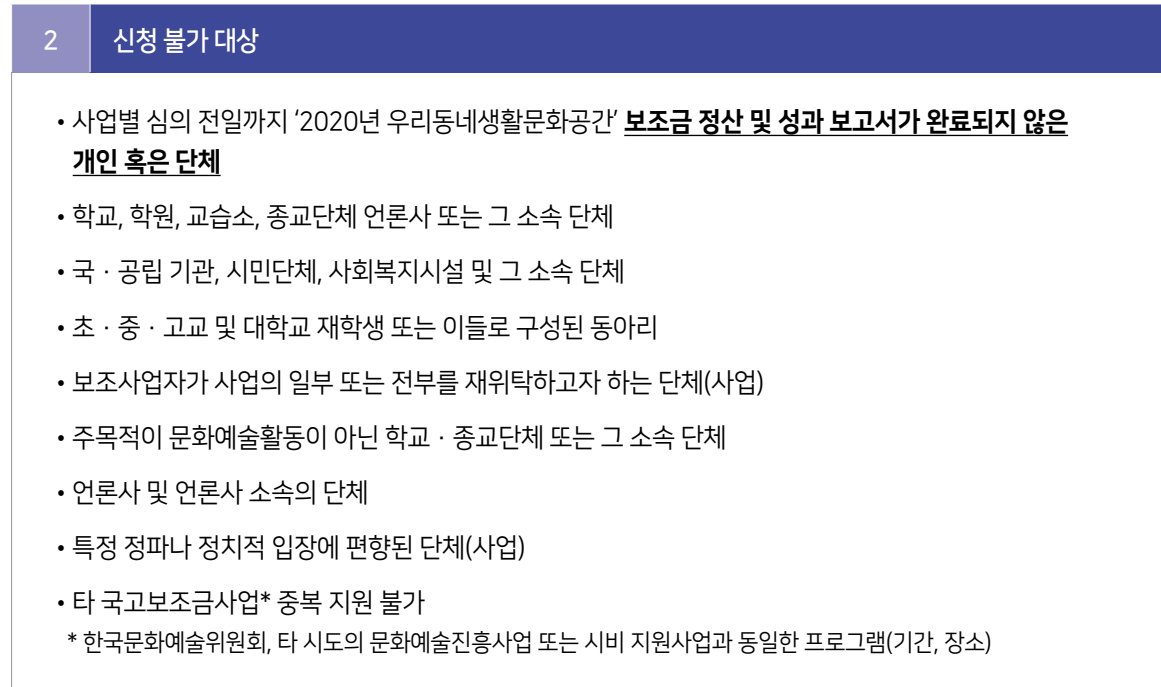 2 신청 불가 대상
• 사업별 심의 전일까지 ‘2020년 우리동네생활문화공간’ 보조금 정산 및 성과 보고서가 완료되지 않은
개인 혹은 단체
• 학교, 학원, 교습소, 종교단체 언론사 또는 그 소속 단체
• 국 · 공립 기관, 시민단체, 사회복지시설 및 그 소속 단체
• 초 · 중 · 고교 및 대학교 재학생 또는 이들로 구성된 동아리
• 보조사업자가 사업의 일부 또는 전부를 재위탁하고자 하는 단체(사업)
• 주목적이 문화예술활동이 아닌 학교 · 종교단체 또는 그 소속 단체
• 언론사 및 언론사 소속의 단체
• 특정 정파나 정치적 입장에 편향된 단체(사업)
• 타 국고보조금사업* 중복 지원 불가
* 한국문화예술위원회, 타 시도의 문화예술진흥사업 또는 시비 지원사업과 동일한 프로그램(기간, 장소)